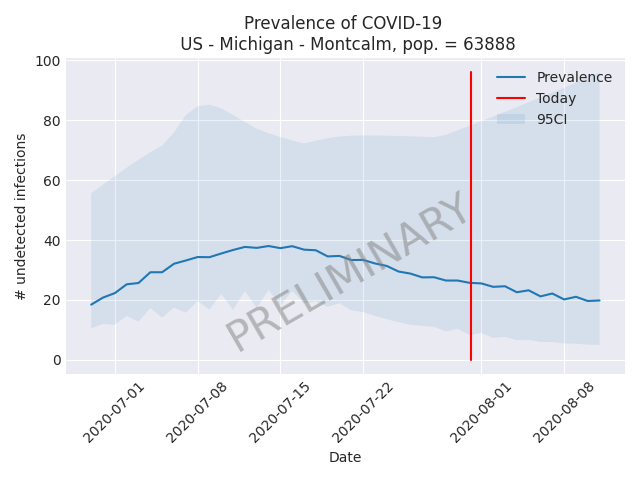 Prevalence of COVID-19
US - Michigan - Montcalm, pop. = 63888
# undetected infections
100
80
60
40
20
0
Prevalence
Today
95CI
PRELIMINARY
2020-07-01
2020-07-08
2020-07-15
2020-07-22
2020-08-01
2020-08-08
Date